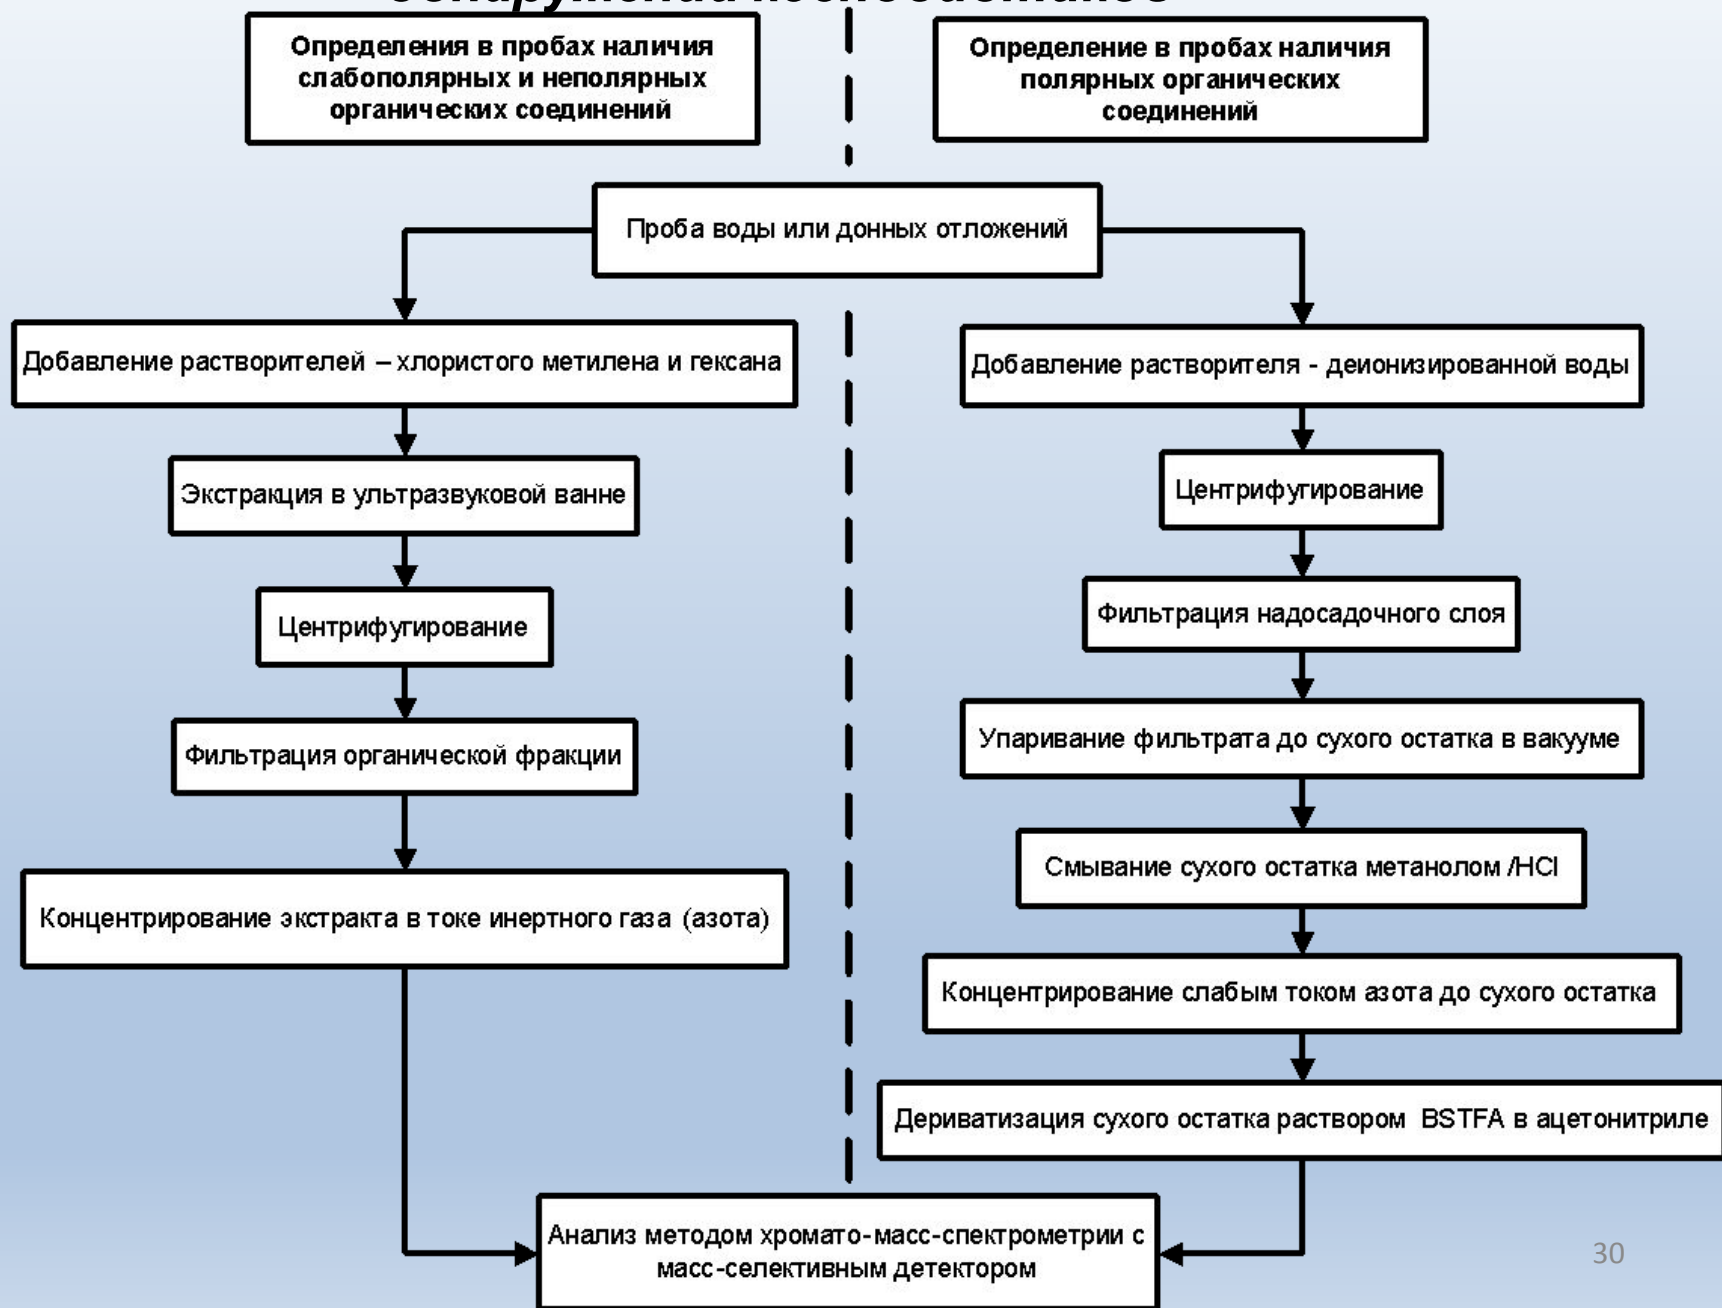 Определения в пробах наличия
слабополярных и неполярных
органических соединений
Определение в пробах наличия
полярных органических
соединений
Проба воды или донных отложений
Добавление растворителей – хлористого метилена и гексана
Экстракция в ультразвуковой ванне
Центрифугирование
Фильтрация органической фракции
Концентрирование экстракта в токе инертного газа (азота)
Добавление растворителя - деионизированной воды
Центрифугирование
Фильтрация надосадочного слоя
Упаривание фильтрата до сухого остатка в вакууме
Смывание сухого остатка метанолом /HCl
Концентрирование слабым током азота до сухого остатка
Дериватизация сухого остатка раствором BSTFA в ацетонитриле
Анализ методом хромато-масс-спектрометрии с
масс-селективным детектором
30